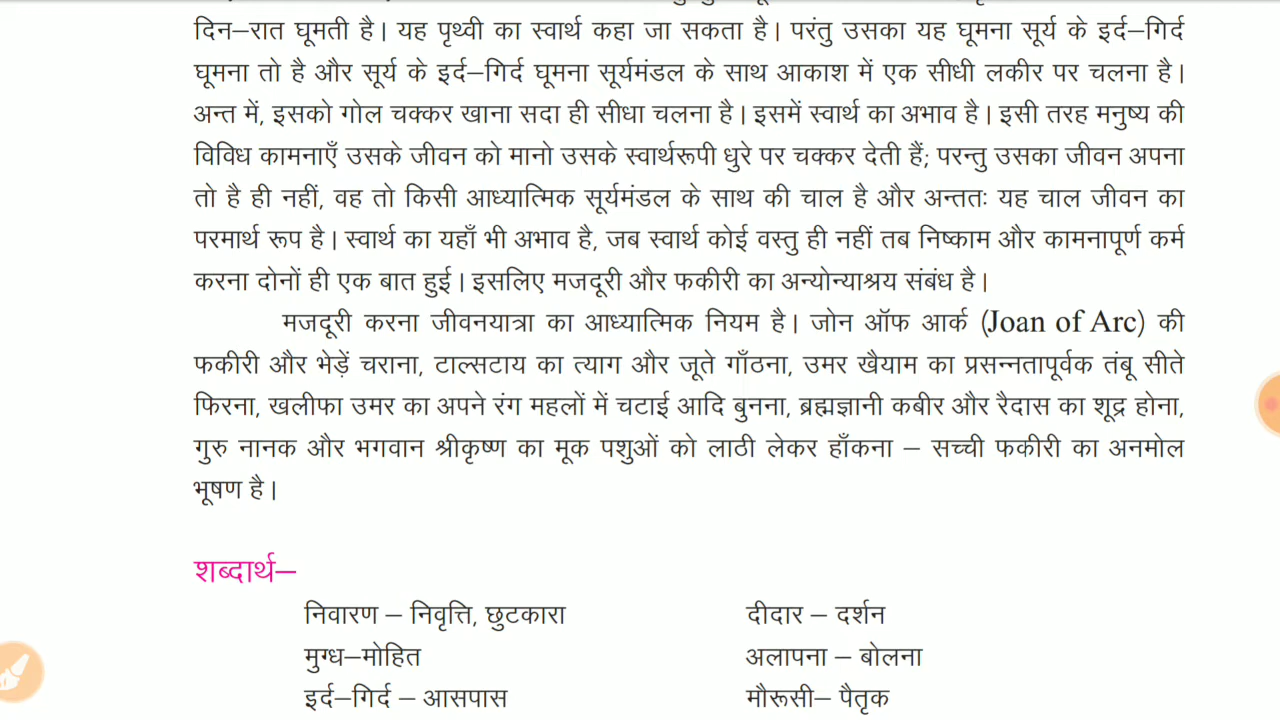 दिन–रात घूमती है। यह पृथ्वी का स्वार्थ कहा जा सकता है। परंतु उसका यह घूमना सूर्य के इर्द–गिर्द
घूमना तो है और सूर्य के इर्द–गिर्द घूमना सूर्यमंडल के साथ आकाश में एक सीधी लकीर पर चलना है।
अन्त में, इसको गोल चक्कर खाना सदा ही सीधा चलना है। इसमें स्वार्थ का अभाव है। इसी तरह मनुष्य की
विविध कामनाएँ उसके जीवन को मानो उसके स्वार्थरूपी धुरे पर चक्कर देती हैं; परन्तु उसका जीवन अपना
तो है ही नहीं, वह तो किसी आध्यात्मिक सूर्यमंडल के साथ की चाल है और अन्ततः यह चाल जीवन का
परमार्थ रूप है। स्वार्थ का यहाँ भी अभाव है, जब स्वार्थ कोई वस्तु ही नहीं तब निष्काम और कामनापूर्ण कर्म
करना दोनों ही एक बात हुई। इसलिए मजदूरी और फकीरी का अन्योन्याश्रय संबंध है।
मजदूरी करना जीवनयात्रा का आध्यात्मिक नियम है। जोन ऑफ आर्क (Joan of Arc) की
फकीरी और भेड़ें चराना, टाल्सटाय का त्याग और जूते गाँठना, उमर खैयाम का प्रसन्नतापूर्वक तंबू सीते
फिरना, खलीफा उमर का अपने रंग महलों में चटाई आदि बुनना, ब्रह्मज्ञानी कबीर और रैदास का शूद्र होना,
गुरु नानक और भगवान श्रीकृष्ण का मूक पशुओं को लाठी लेकर हाँकना – सच्ची फकीरी का अनमोल
भूषण है।
शब्दार्थ–
निवारण – निवृत्ति, छुटकारा
दीदार – दर्शन
मुग्ध–मोहित
अलापना – बोलना
इर्द–गिर्द – आसपास
मौरूसी– पैतृक